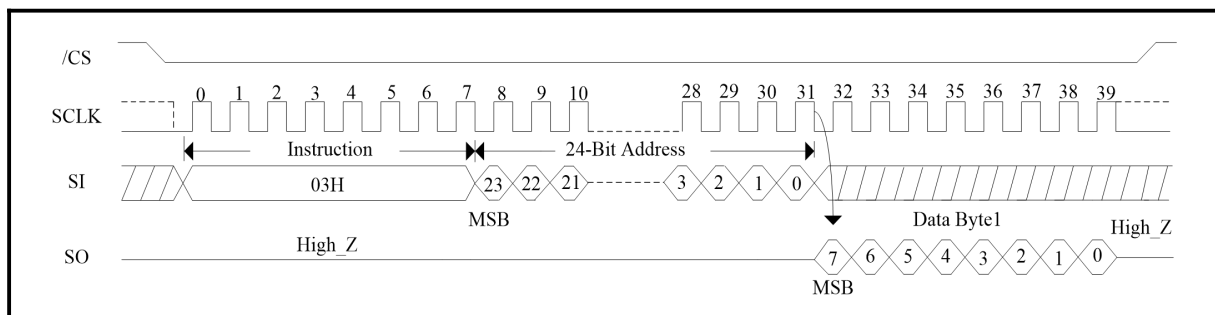 /CS
0 1 2 3 4 5 6 7 8 9 10 28 29 30 31 32 33 34 35 36 37 38 39
SCLK
Instruction 24-Bit Address
SI 03H 23 22 21 3 2 1 0
MSB Data Byte1
High_Z High_Z
SO 7 6 5 4 3 2 1 0
MSB